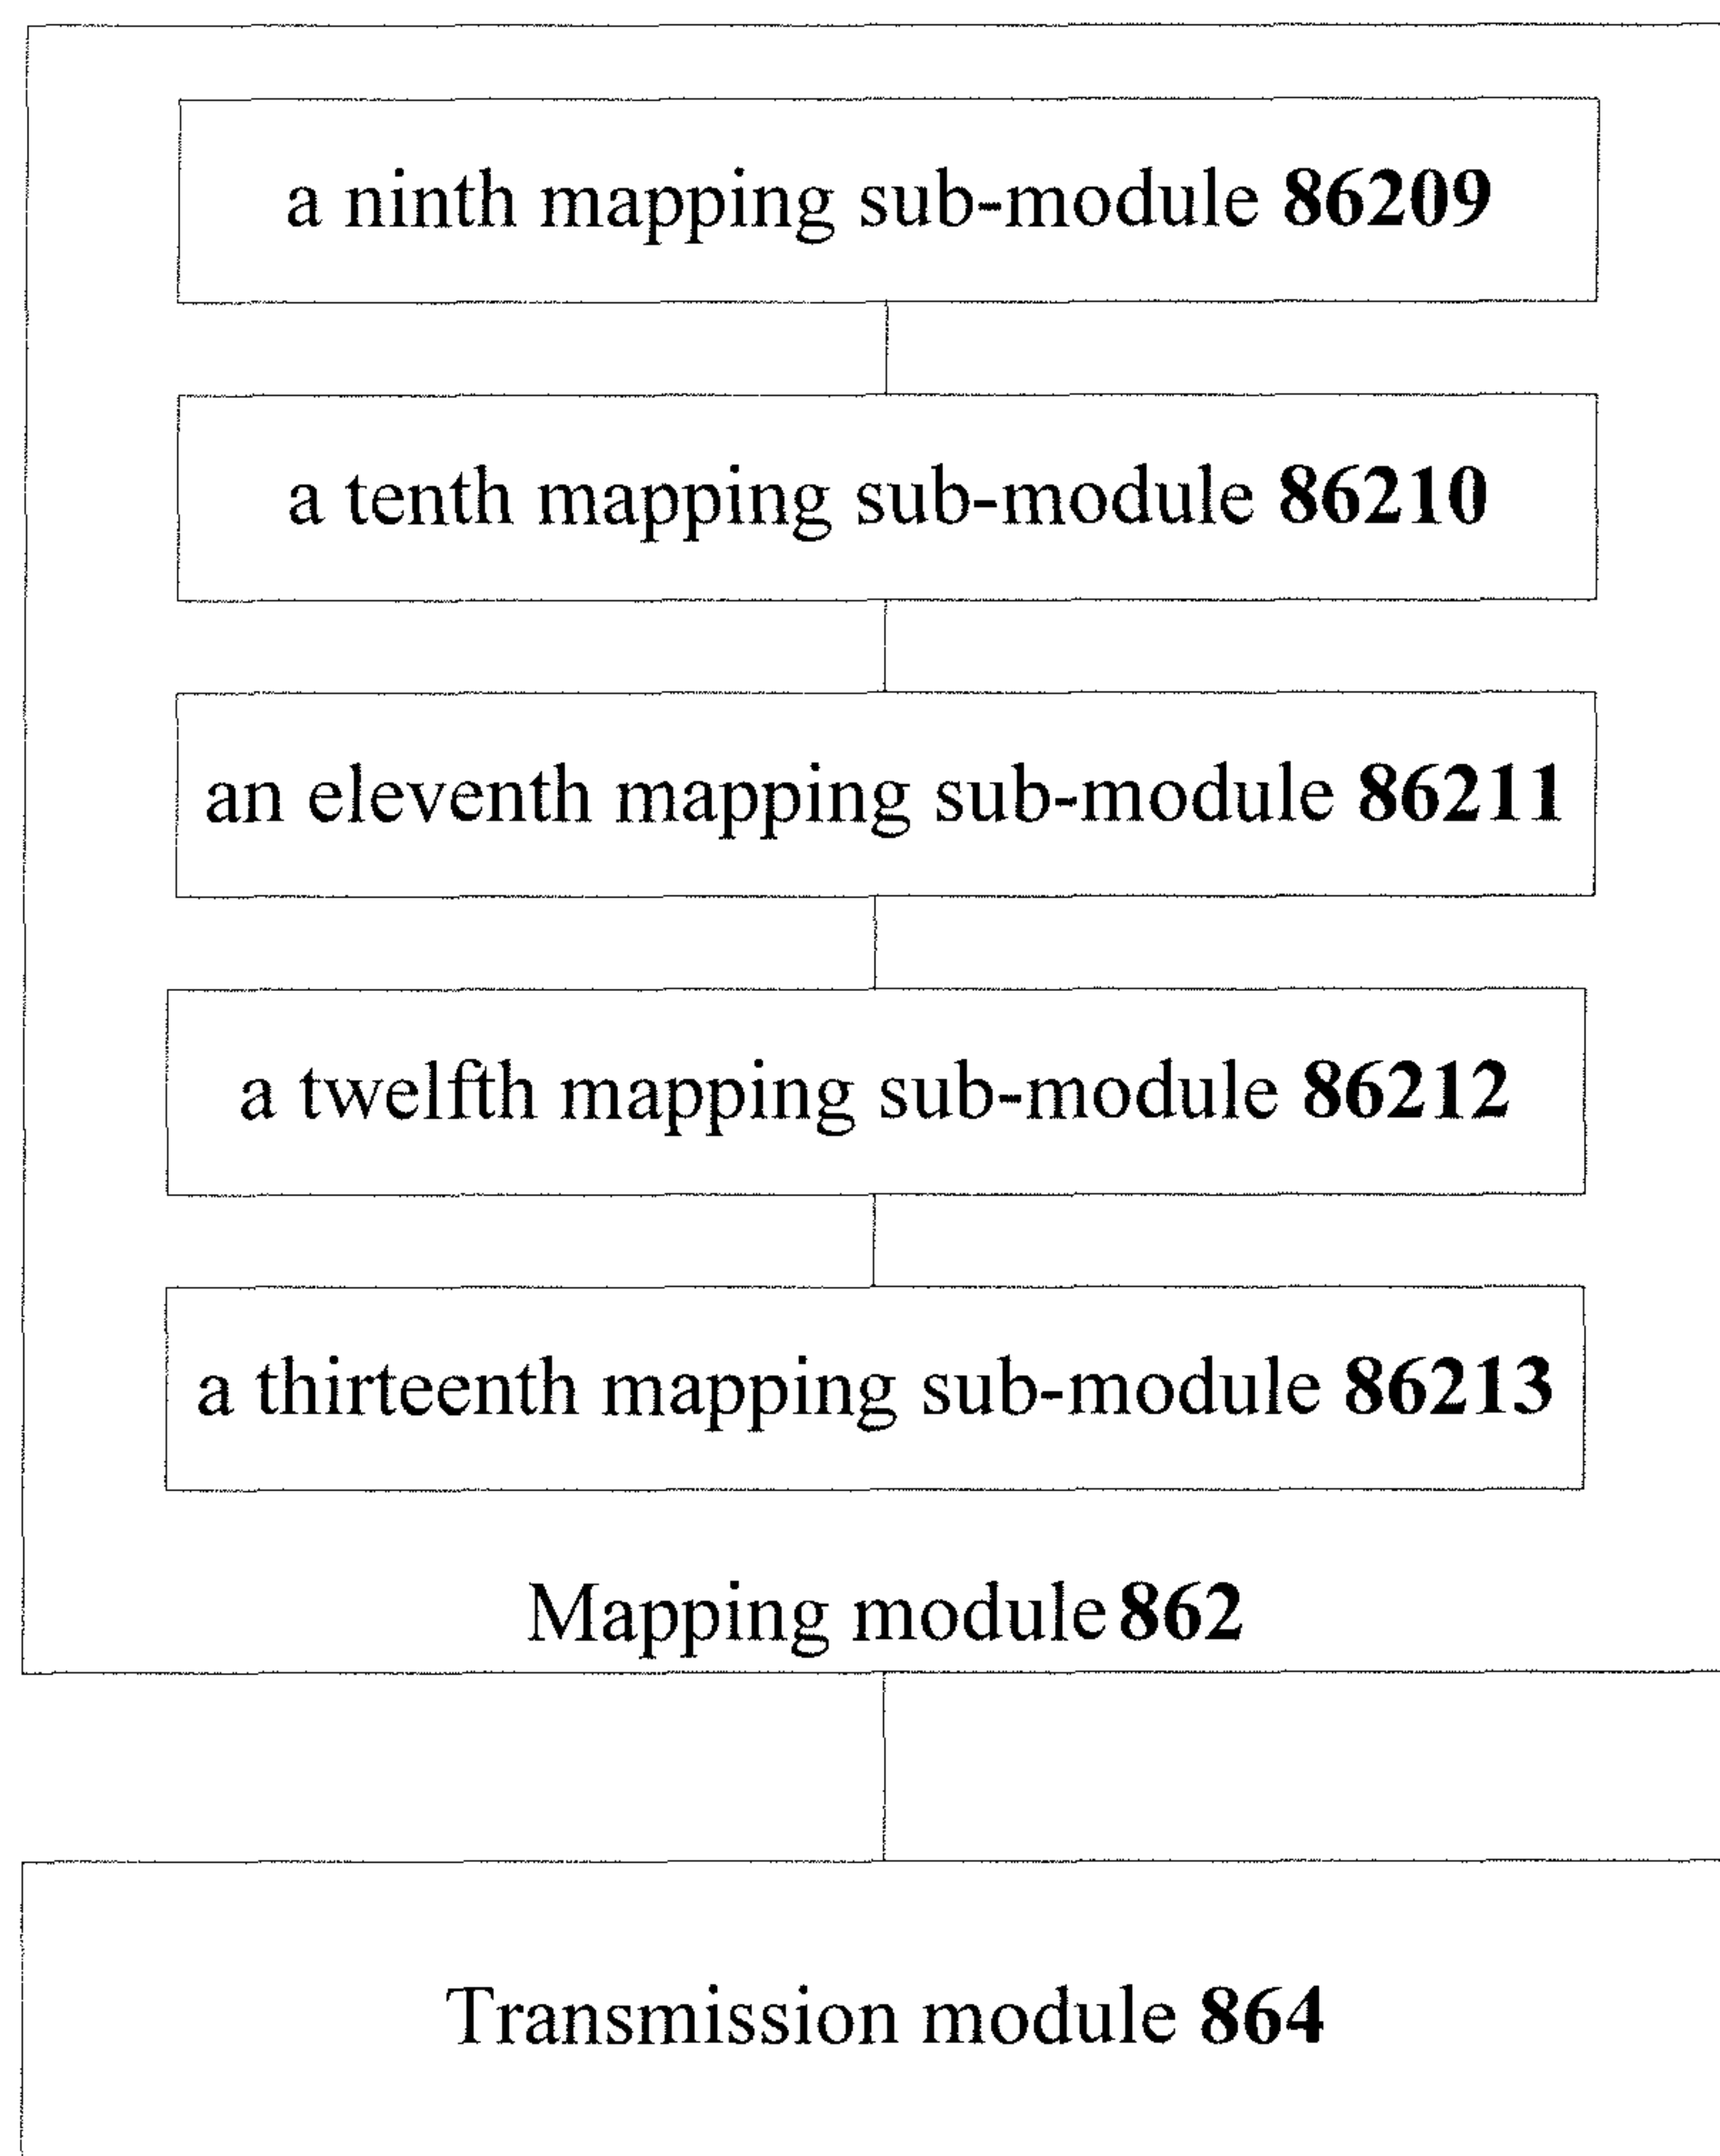 a ninth mapping sub-module 86209
a tenth mapping sub-module 86210
an eleventh mapping sub-module 86211
a twelfth mapping sub-module 86212
a thirteenth mapping sub-module 86213
Mapping module 862
Transmission module 864